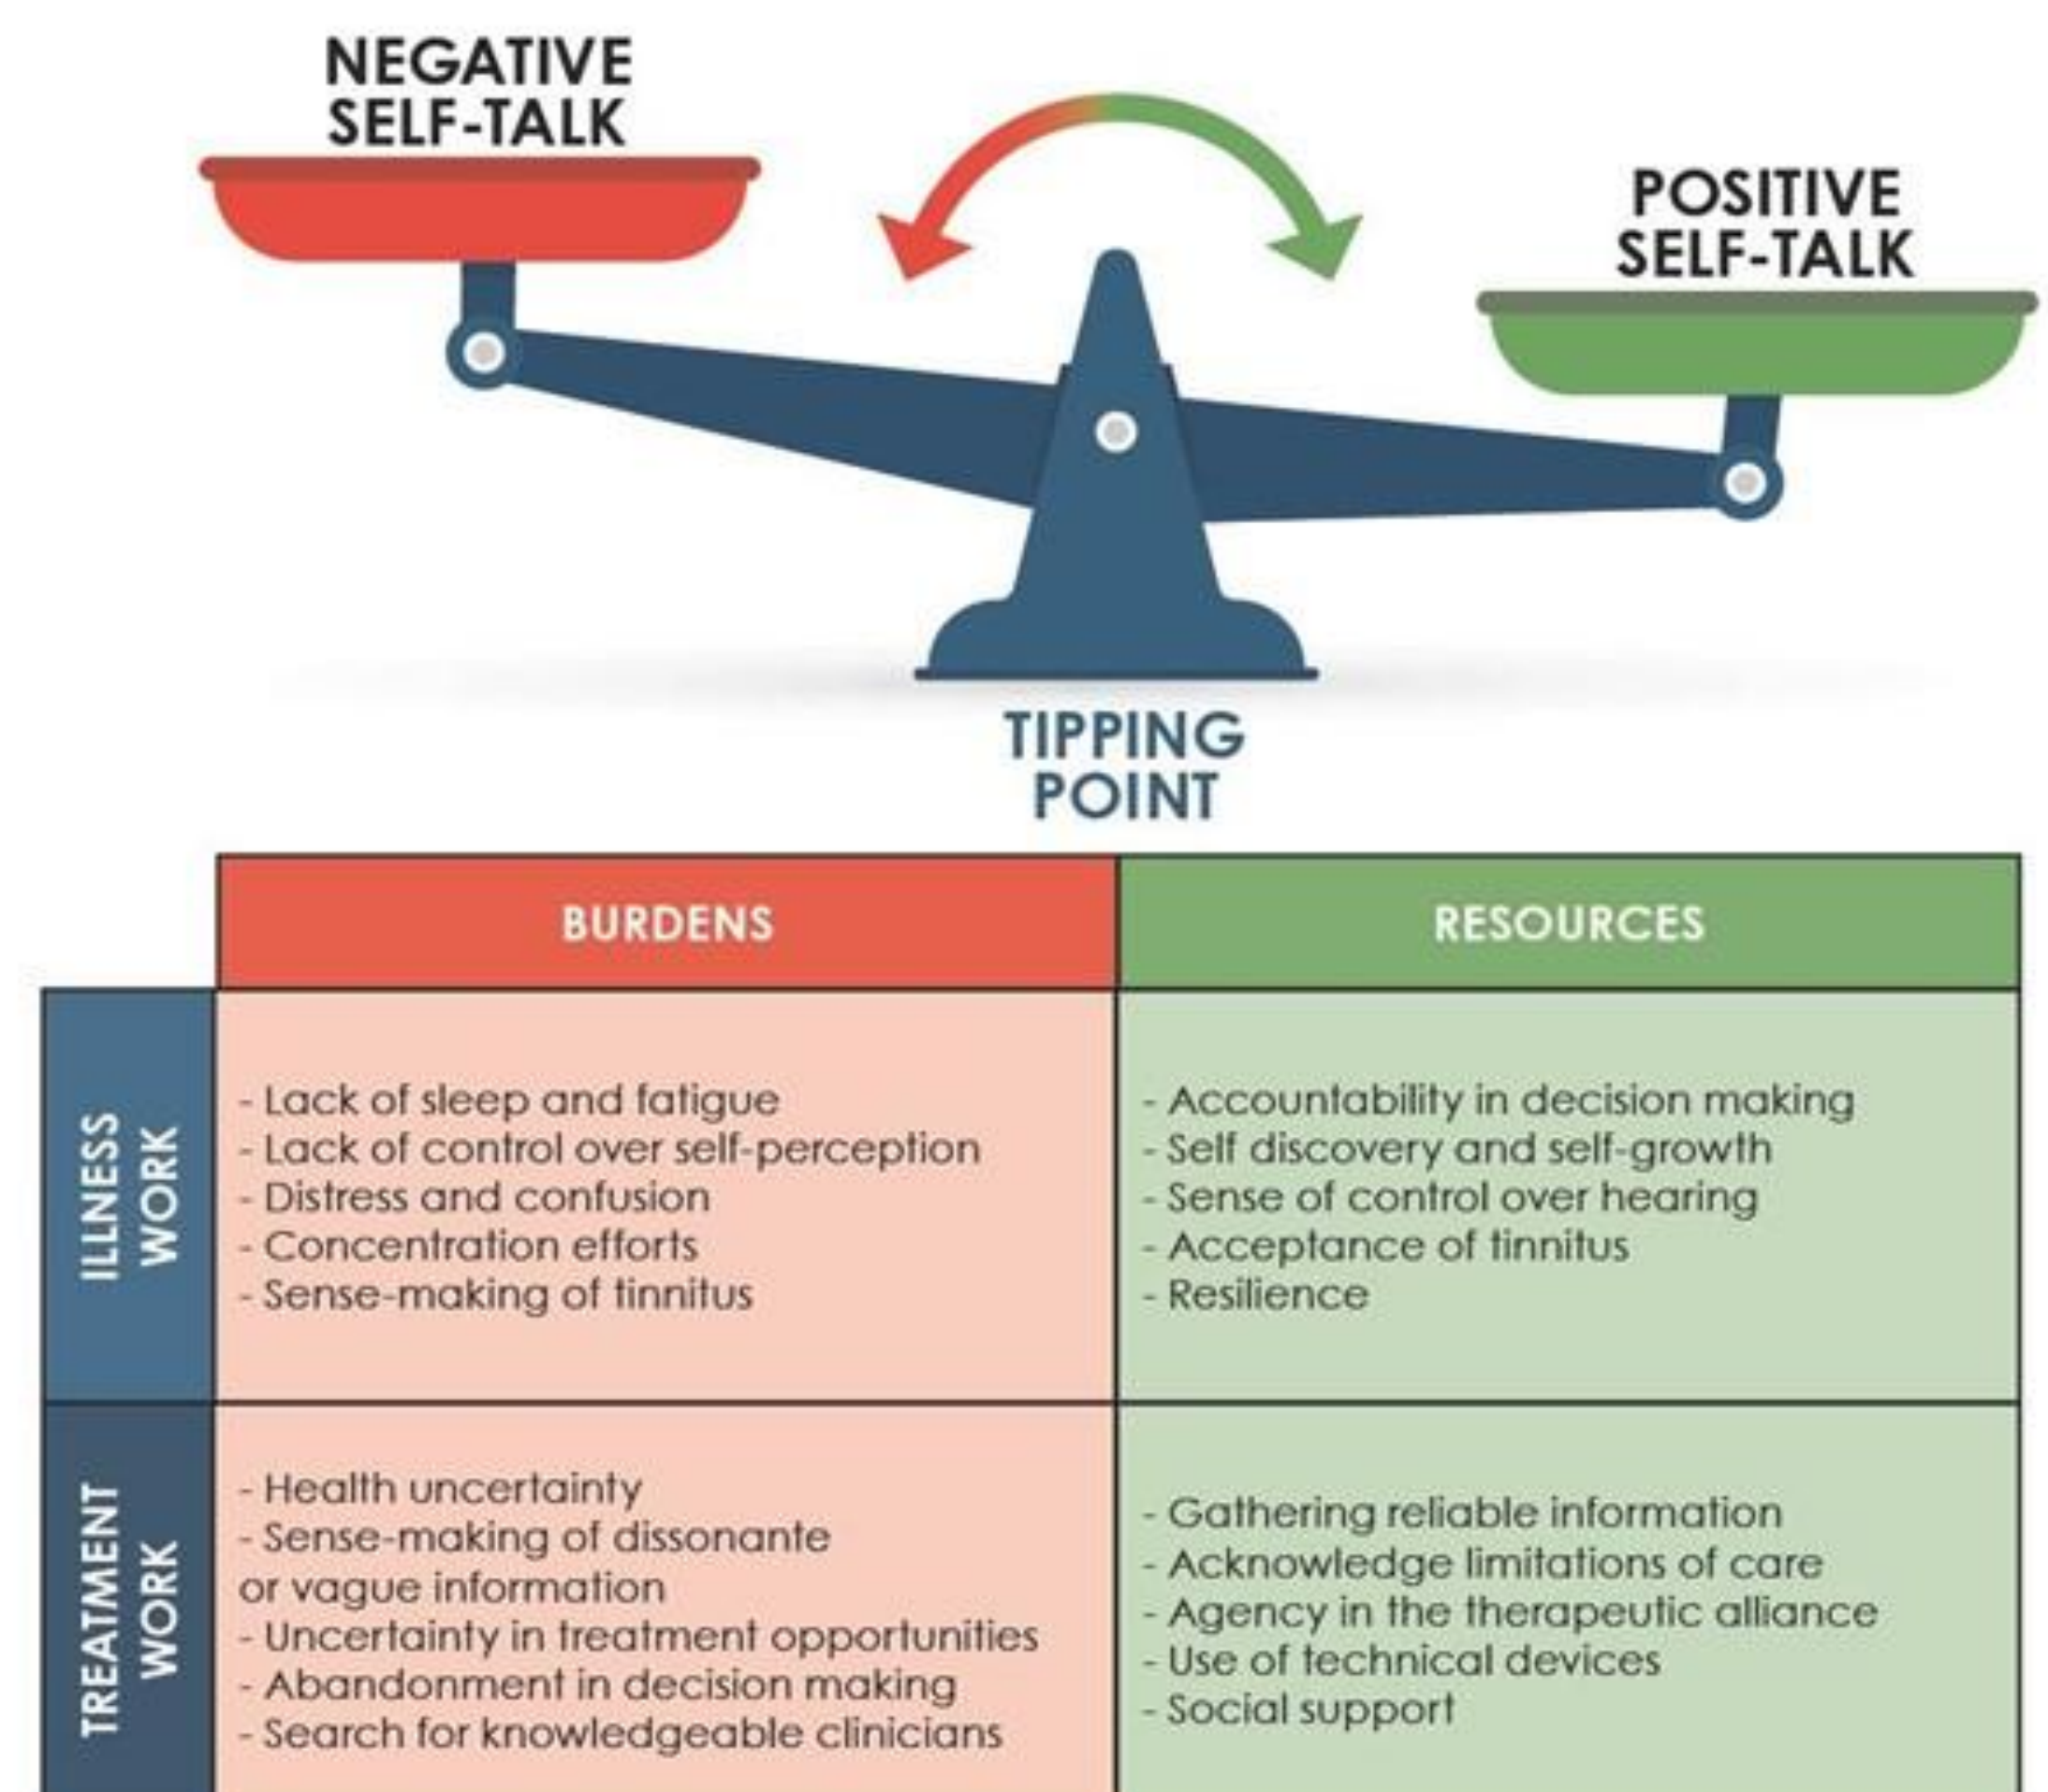 NEGATIVE
SELF-TALK
POSITIVE
SELF-TALK
TIPPING
POINT
BURDENS
RESOURCES
ILLNESS
WORK
- Lack of sleep and fatigue
- Lack of control over self-perception
- Distress and confusion
- Concentration efforts
- Sense-making of tinnitus
- Accountability in decision making
- Self discovery and self-growth
- Sense of control over hearing
- Acceptance of tinnitus
- Resilience
TREATMENT
WORK
- Health uncertainty
- Sense-making of dissonante
or vague information
- Uncertainty in treatment opportunities
- Abandonment in decision making
- Search for knowledgeable clinicians
- Gathering reliable information
- Acknowledge limitations of care
- Agency in the therapeutic alliance
- Use of technical devices
- Social support